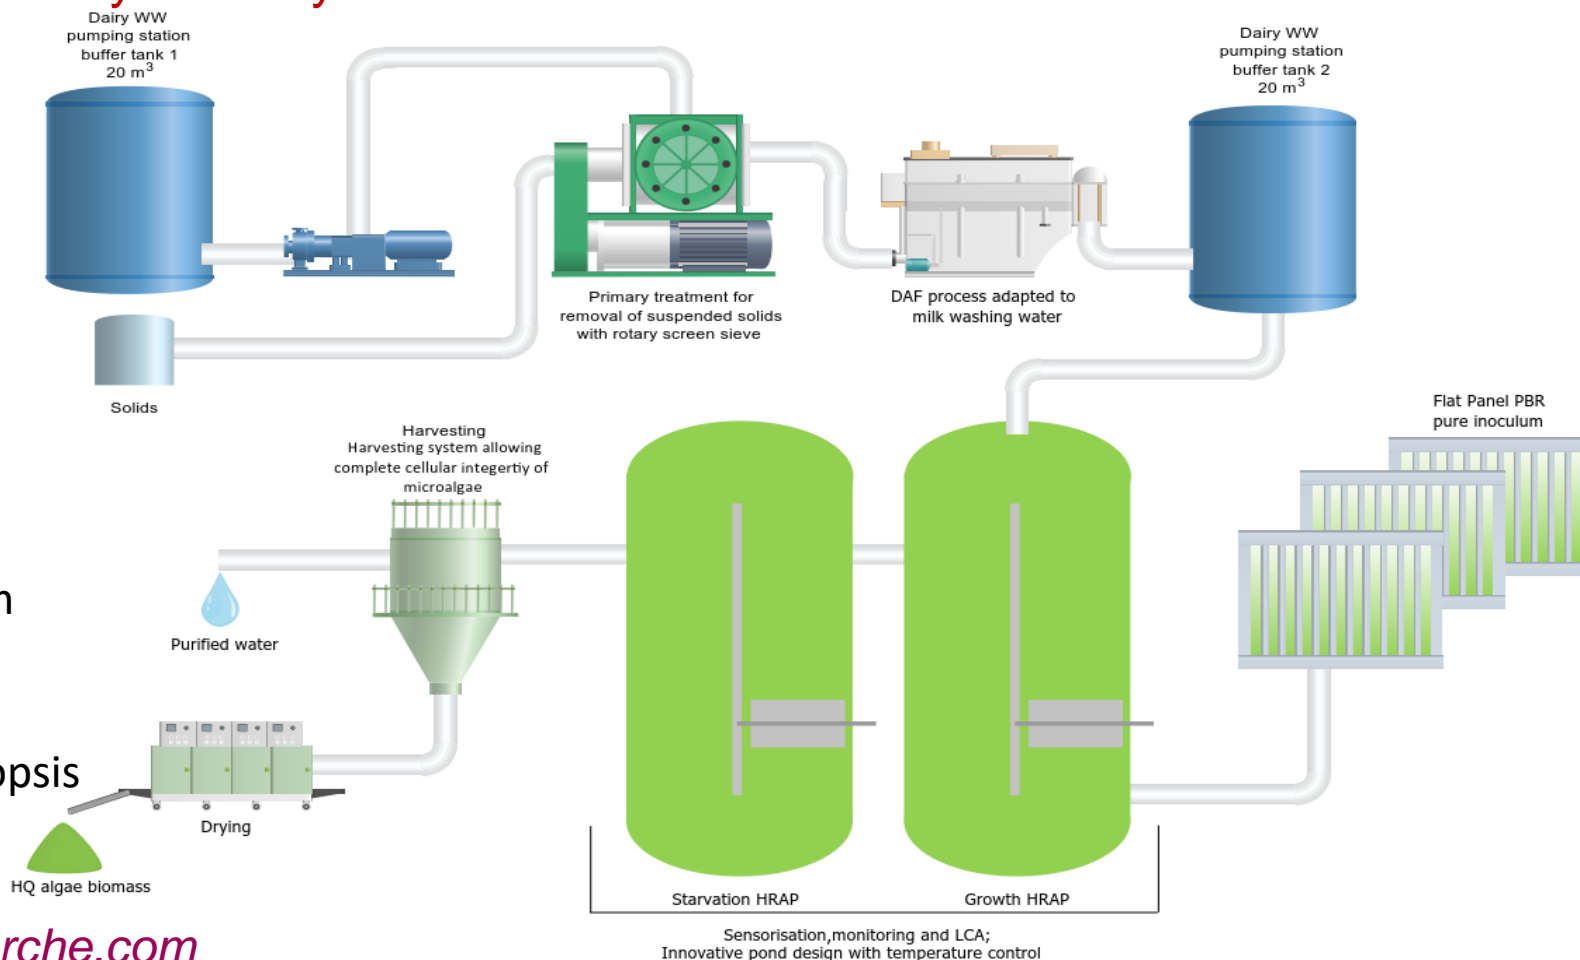 Dairy WW
pumping station
buffer tank 1
20 m³
Dairy WW
pumping station
buffer tank 2
20 m³
Primary treatment for
removal of suspended solids
with rotary screen sieve
DAF process adapted to
milk washing water
Solids
Flat Panel PBR
pure inoculum
Harvesting
Harvesting system allowing
complete cellular integertiy of
microalgae
Purified water
opsis
Drying
HQ algae biomass
Starvation HRAP
Growth HRAP
Sensorisation,monitoring and LCA;
Innovative pond design with temperature control
rche.com